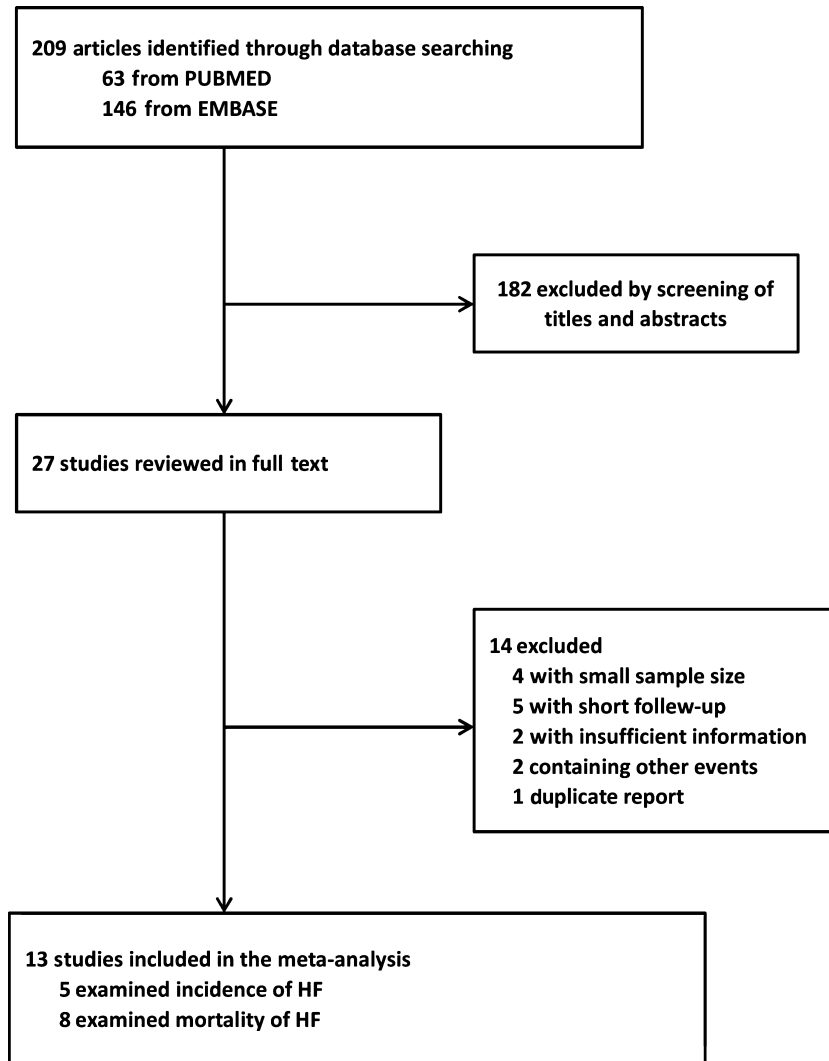 209 articles identified through database searching
63 from PUBMED
146 from EMBASE
182 excluded by screening of
titles and abstracts
27 studies reviewed in full text
14 excluded
4 with small sample size
5 with short follew-up
2 with insufficient information
2 containing other events
1 duplicate report
13 studies included in the meta-analysis
5 examined incidence of HF
8 examined mortality of HF